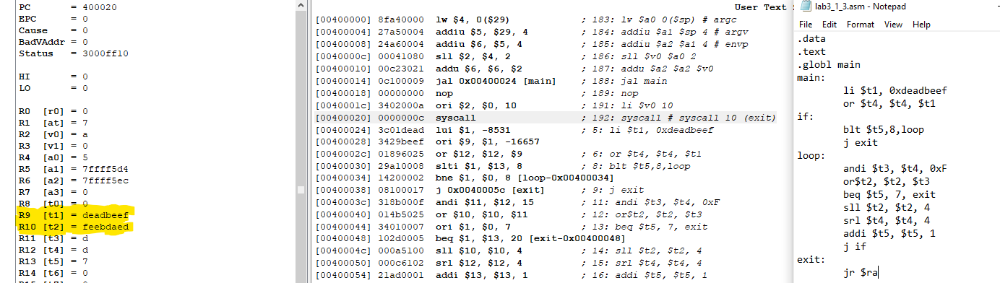 PC = 400020
EPC = 0
Cause = 0
BadVAddr = 0
Status = 3000ff10
HI = 0
LO = 0
R0 [r0] = 0
R1 [at] = 7
R2 [v0] = a
R3 [v1] = 0
R4 [a0] = 5
R5 [a1] = 7ffff5d4
R6 [a2] = 7ffff5ec
R7 [a3] = 0
R8 [t0] = 0
R9 [t1] = deadbeef
R10 [t2] = feebdaed
R11 [t3] = d
R12 [t4] = d
R13 [t5] = 7
R14 [t6] = 0
User Text
[00400000] 8fa40000 lw $4, 0($29) ; 183: lw $a0 0($sp) # argc
[00400004] 27a50004 addiu $5, $29, 4 ; 184: addiu $a1 $sp 4 # argv
[00400008] 24a60004 addiu $6, $5, 4 ; 185: addiu $a2 $a1 4 # envp
[0040000c] 00041080 sll $2, $4, 2 ; 186: sll $v0 $a0 2
[00400010] 00c23021 addu $6, $6, $2 ; 187: addu $a2 $a2 $v0
[00400014] 0c100009 jal 0x00400024 [main] ; 188: jal main
[00400018] 00000000 nop ; 189: nop
[0040001c] 3402000a ori $2, $0, 10 ; 191: li $v0 10
[00400020] 0000000c syscall ; 192: syscall # syscall 10 (exit)
[00400024] 3c01dead lui $1, -8531 ; 5: li $t1, 0xdeadbeef
[00400028] 3429beef ori $9, $1, -16657
[0040002c] 01896025 or $12, $12, $9 ; 6: or $t4, $t4, $t1
[00400030] 29a10008 slti $1, $13, 8 ; 8: blt $t5,8,loop
[00400034] 14200002 bne $1, $0, 8 [loop-0x00400034]
[00400038] 08100017 j 0x0040005c [exit] ; 9: j exit
[0040003c] 318b000f andi $11, $12, 15 ; 11: andi $t3, $t4, 0xF
[00400040] 014b5025 or $10, $10, $11 ; 12: or$t2, $t2, $t3
[00400044] 34010007 ori $1, $0, 7 ; 13: beq $t5, 7, exit
[00400048] 102d0005 beq $1, $13, 20 [exit-0x00400048]
[0040004c] 000a5100 sll $10, $10, 4 ; 14: sll $t2, $t2, 4
[00400050] 000c6102 srl $12, $12, 4 ; 15: srl $t4, $t4, 4
[00400054] 21ad0001 addi $13, $13, 1 ; 16: addi $t5, $t5, 1
lab3_1_3.asm - Notepad
File Edit Format View Help
.data
.text
.globl main
main:
li $t1, 0xdeadbeef
or $t4, $t4, $t1
if:
blt $t5,8,loop
j exit
loop:
andi $t3, $t4, 0xF
or$t2, $t2, $t3
beq $t5, 7, exit
sll $t2, $t2, 4
srl $t4, $t4, 4
addi $t5, $t5, 1
j if
exit:
jr $ra